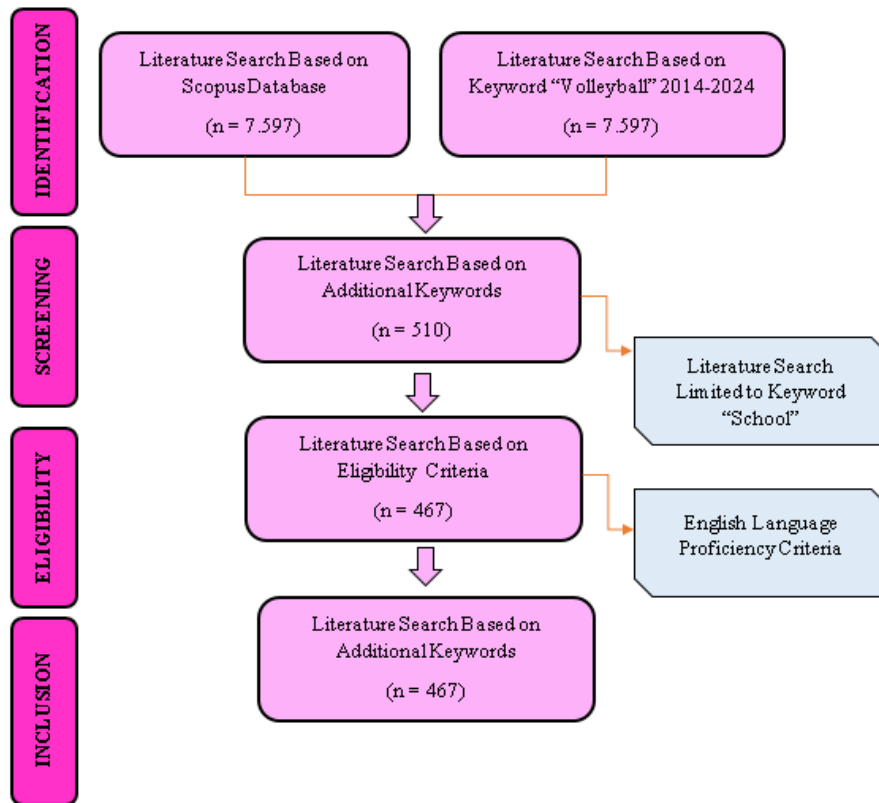 IDENTIFICATION
Literature Search Based on
Scopus Database
(n = 7.597)
Literature Search Based on
Keyword “Volleyball” 2014-2024
(n = 7.597)
SCREENING
Literature Search Based on
Additional Keywords
(n = 510)
Literature Search
Limited to Keyword
“School”
ELIGIBILITY
Literature Search Based on
Eligibility Criteria
(n = 467)
English Language
Proficiency Criteria
INCLUSION
Literature Search Based on
Additional Keywords
(n = 467)